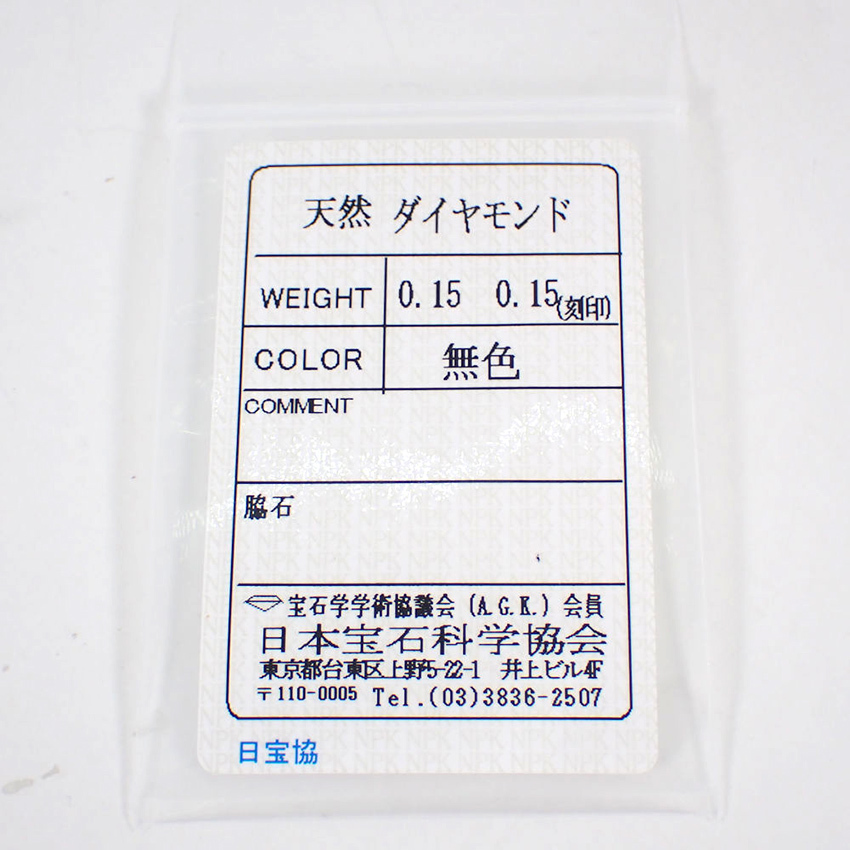 天然 ダイヤモンド
WEIGHT 0.15 0.15(刻印)
COLOR 無色
COMMENT
脇石
宝石学学術協議会 (A.G.K.) 会員
日本宝石科学協会
東京都台東区上野5-22-1 井上ビル4F
〒110-0005 Tel.(03)3836-2507
日宝協